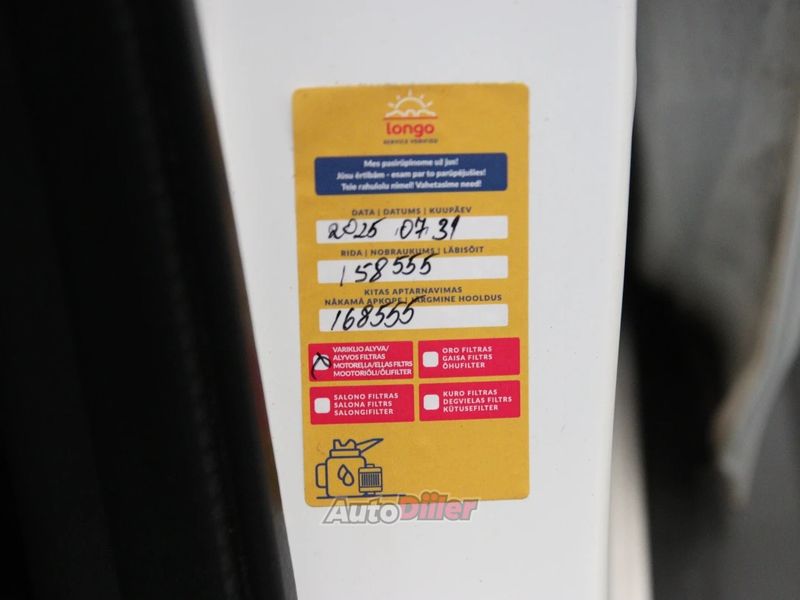 longo
SERVICE VERIFIED
Mes pasirūpinome už jus!
Jūsu ērtībām - esam par to parūpējušies!
Teie rahulolu nimel! Vahetasime need!
DATA | DATUMS | KUUPÄEV
2025 07.31
RIDA | NOBRAUKUMS | LÄBISÕIT
158555
KITAS APTARNAVIMAS
NĀKAMĀ APKOPE | JÄRGMINE HOOLDUS
168555
VARIKLIO ALYVA/
ALYVOS FILTRAS
MOTOREĻĻA/EĻĻAS FILTRS
MOOTORIÕLI/ÕLIFILTER
ORO FILTRAS
GAISA FILTRS
ÕHUFILTER
SALONO FILTRAS
SALONA FILTRS
SALONGIFILTER
KURO FILTRAS
DEGVIELAS FILTRS
KÜTUSEFILTER
AutoDiler